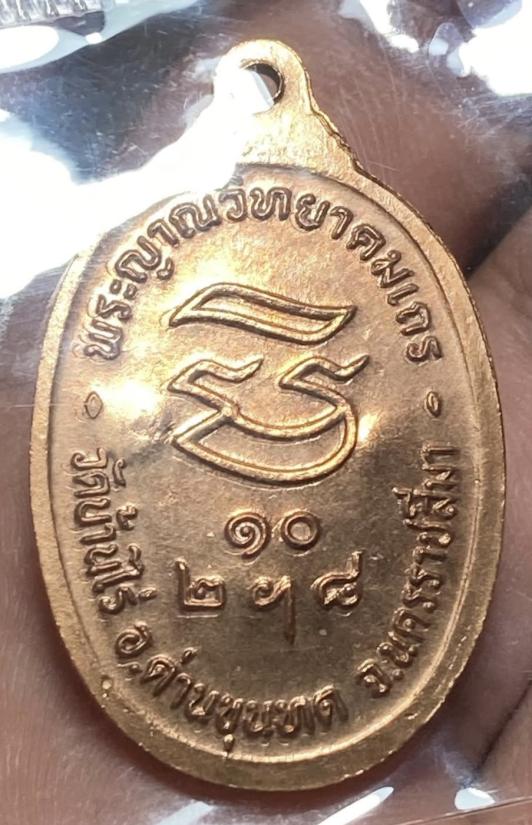 พระญาณวิทยาคมเถร
๑๐
๒ ฯ ๘
วัดบ้านไร่ อ.ด่านขุนทด จ.นครราชสีมา